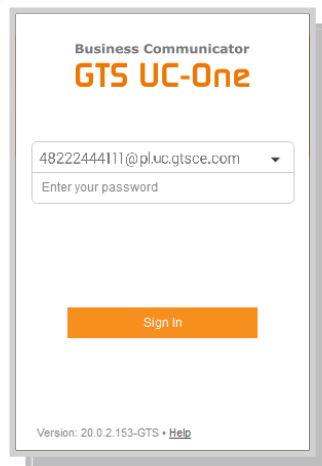 Business Communicator
GTS UC-One
48222444111@pl.uc.gtsce.com
Enter your password
Sign In
Version: 20.0.2.153-GTS • Help